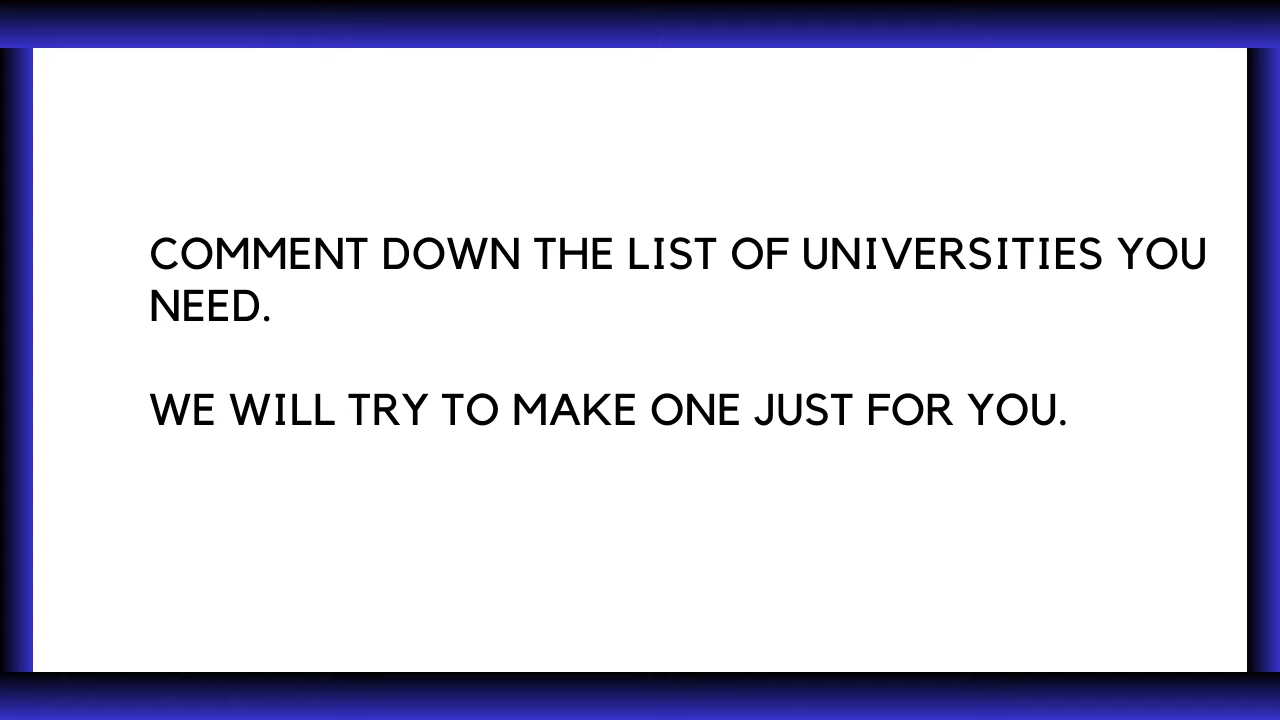 COMMENT DOWN THE LIST OF UNIVERSITIES YOU
NEED.
WE WILL TRY TO MAKE ONE JUST FOR YOU.